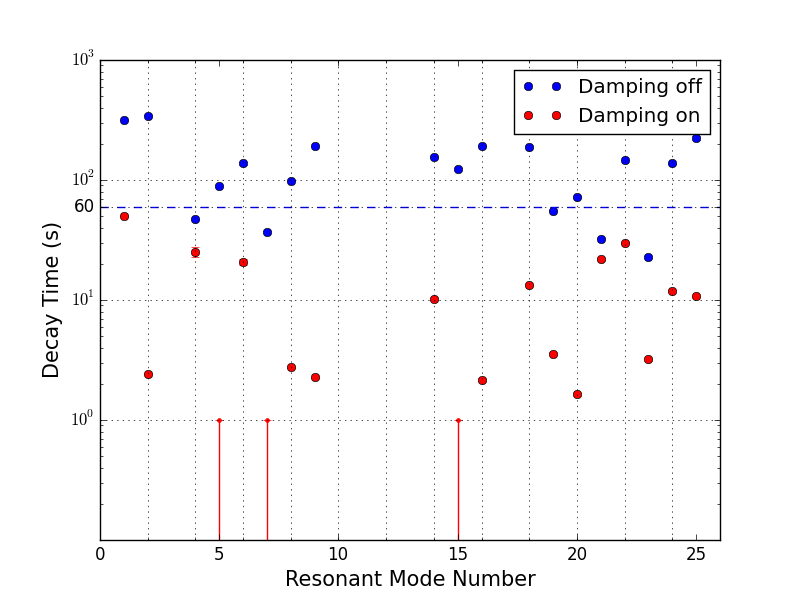 10³
Damping off
Damping on
10²
60
10¹
10⁰
Decay Time (s)
0 5 10 15 20 25
Resonant Mode Number